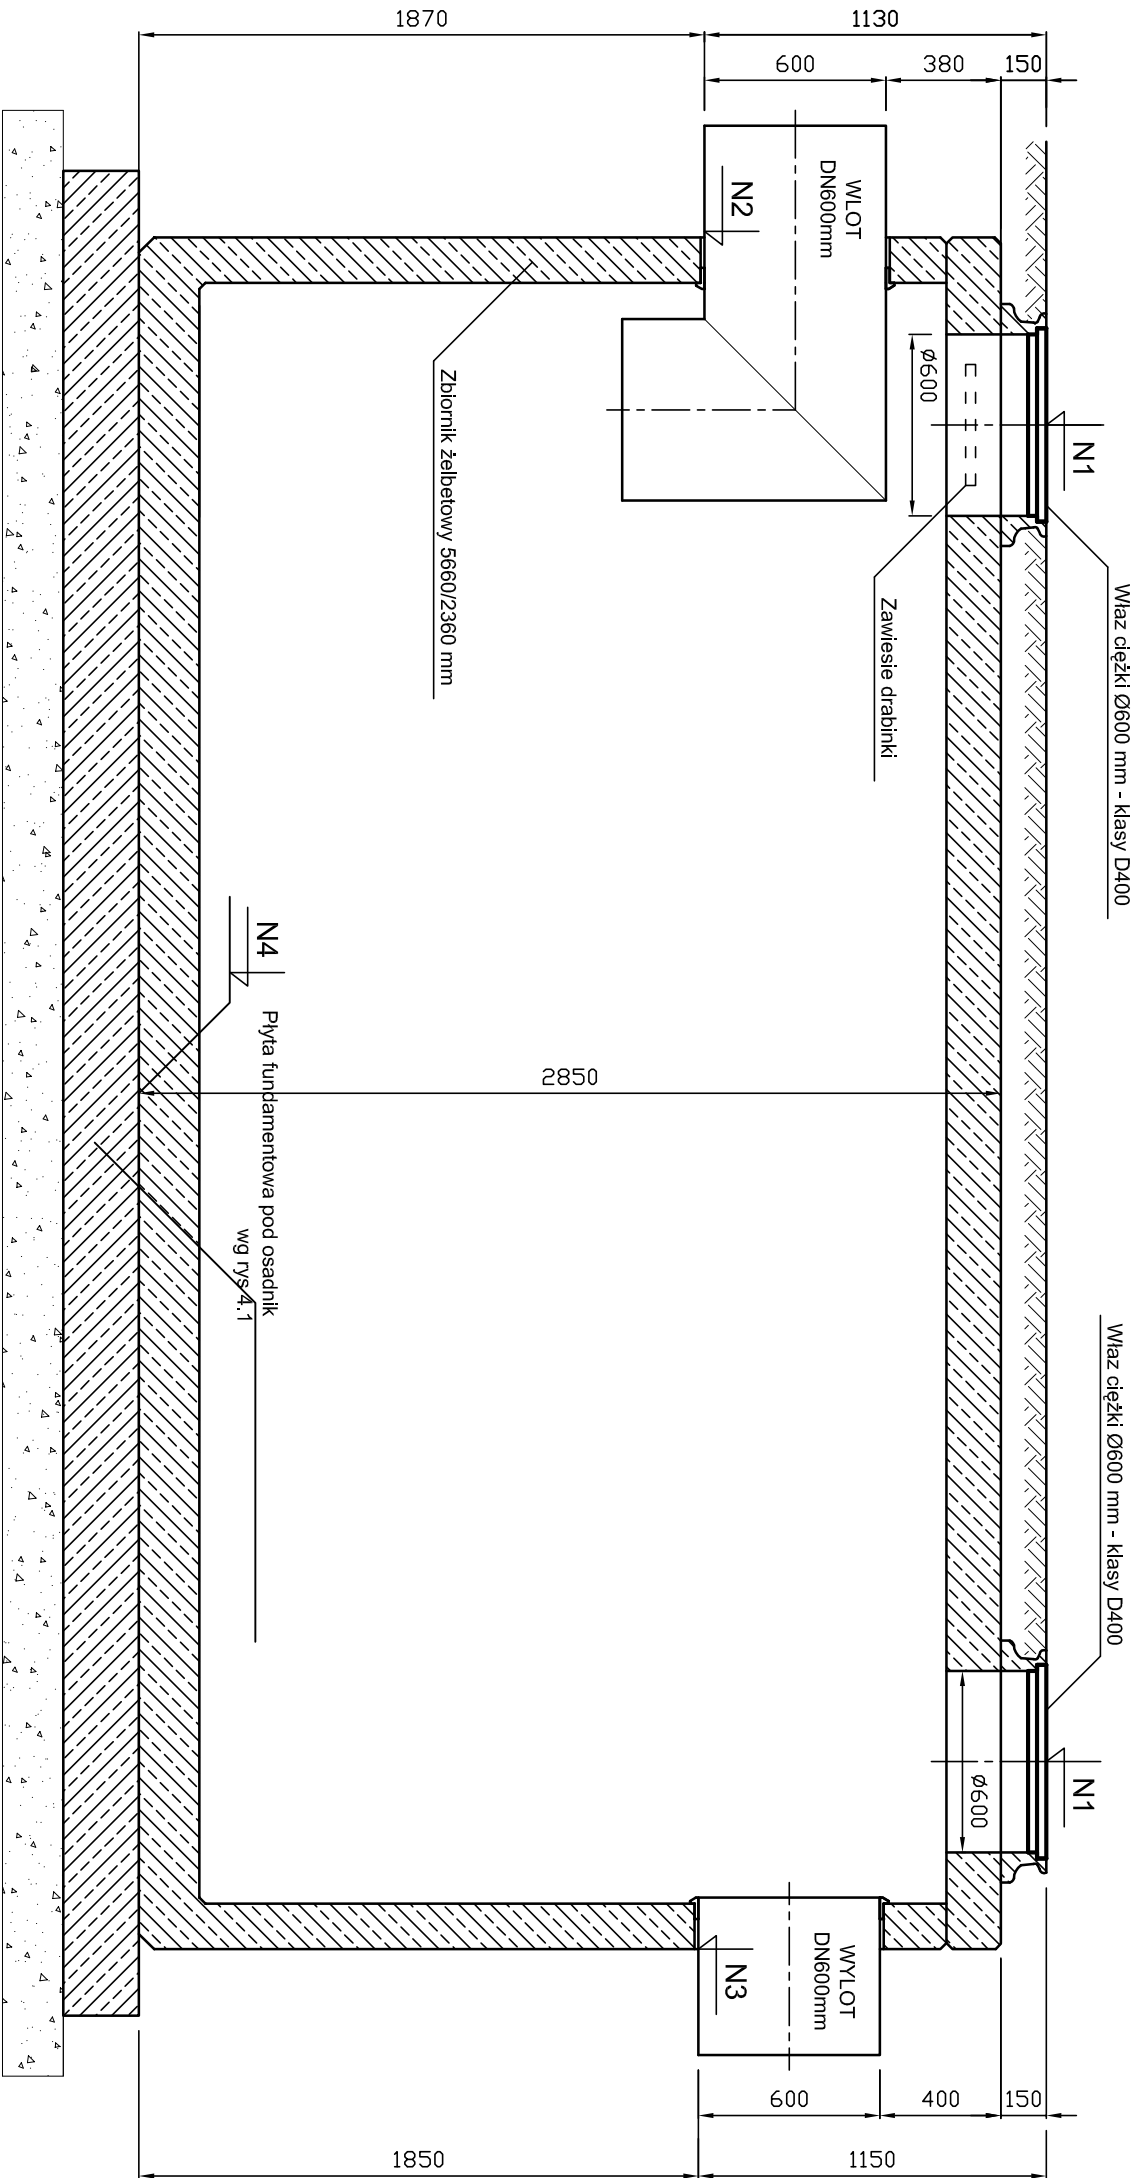 1870
1130
600
380
150
WLOT
DN600mm
N2
Ø600
N1
Właz ciężki Ø600 mm - klasy D400
Zawiesie drabinki
Zbiornik żelbetowy 5660/2360 mm
N4
Płyta fundamentowa pod osadnik
wg rys.4.1
2850
Właz ciężki Ø600 mm - klasy D400
N1
Ø600
WYLOT
DN600mm
N3
600
400
150
1850
1150